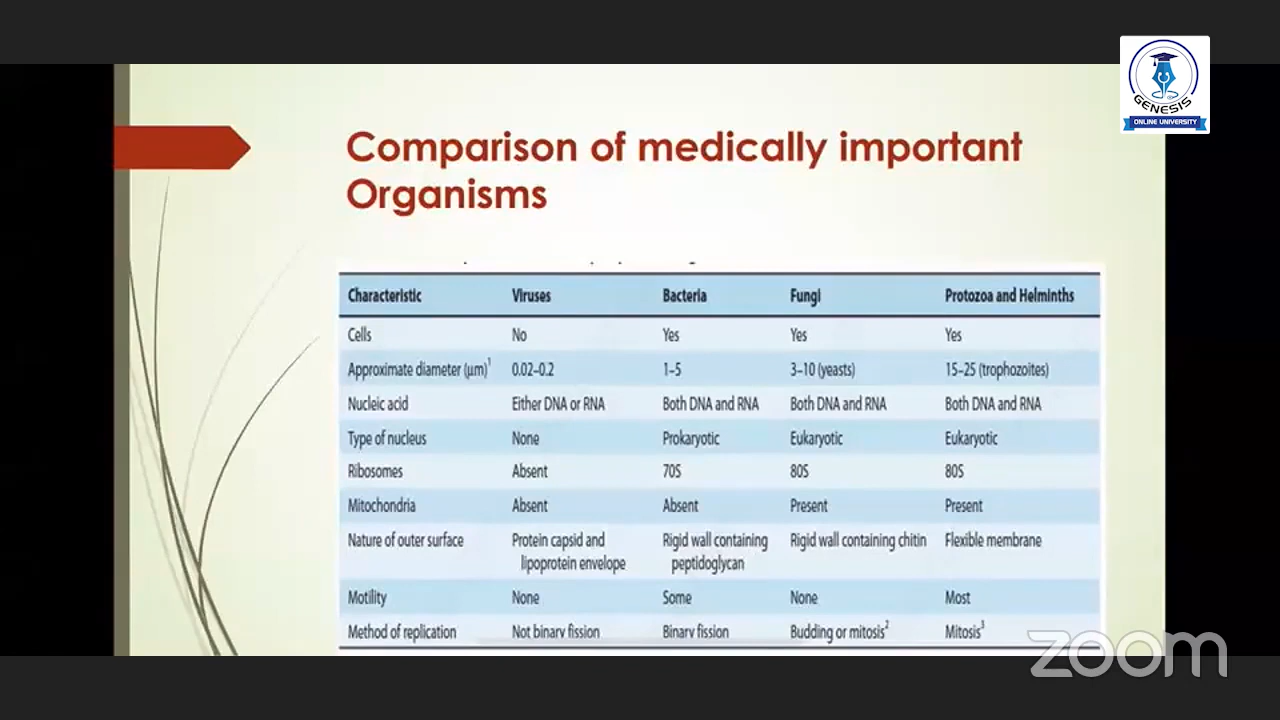 GENESIS
ONLINE UNIVERSITY
Comparison of medically important
Organisms
Characteristic Viruses Bacteria Fungi Protozoa and Helminths
Cells No Yes Yes Yes
Approximate diameter (μm)¹ 0.02–0.2 1–5 3–10 (yeasts) 15–25 (trophozoites)
Nucleic acid Either DNA or RNA Both DNA and RNA Both DNA and RNA Both DNA and RNA
Type of nucleus None Prokaryotic Eukaryotic Eukaryotic
Ribosomes Absent 70S 80S 80S
Mitochondria Absent Absent Present Present
Nature of outer surface Protein capsid and Rigid wall containing Rigid wall containing chitin Flexible membrane
lipoprotein envelope peptidoglycan
Motility None Some None Most
Method of replication Not binary fission Binary fission Budding or mitosis² Mitosis³
zoom